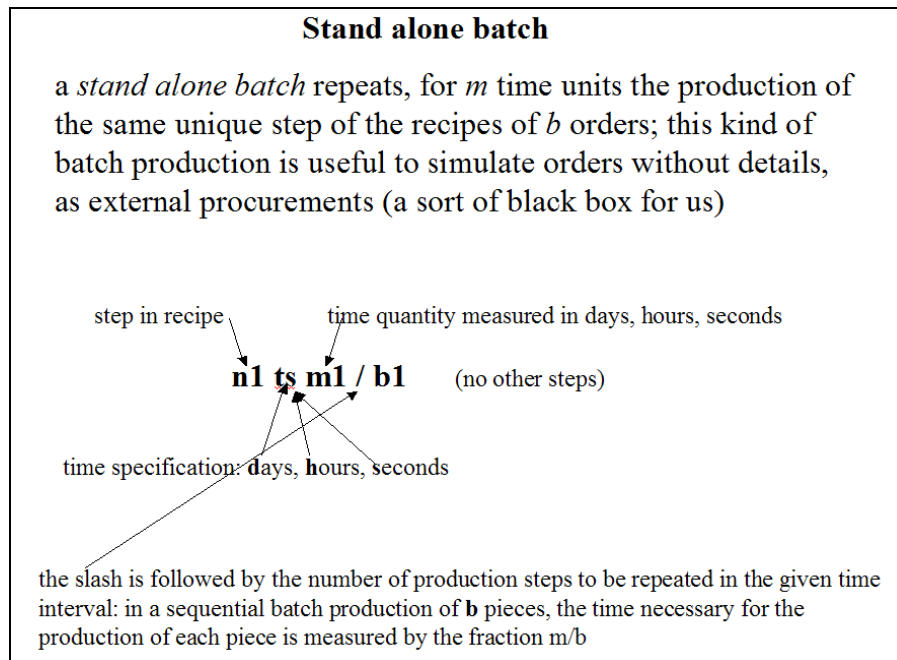 Stand alone batch
a stand alone batch repeats, for m time units the production of
the same unique step of the recipes of b orders; this kind of
batch production is useful to simulate orders without details,
as external procurements (a sort of black box for us)
step in recipe
time quantity measured in days, hours, seconds
n1 ts m1 / b1
(no other steps)
time specification: days, hours, seconds
the slash is followed by the number of production steps to be repeated in the given time
interval: in a sequential batch production of b pieces, the time necessary for the
production of each piece is measured by the fraction m/b